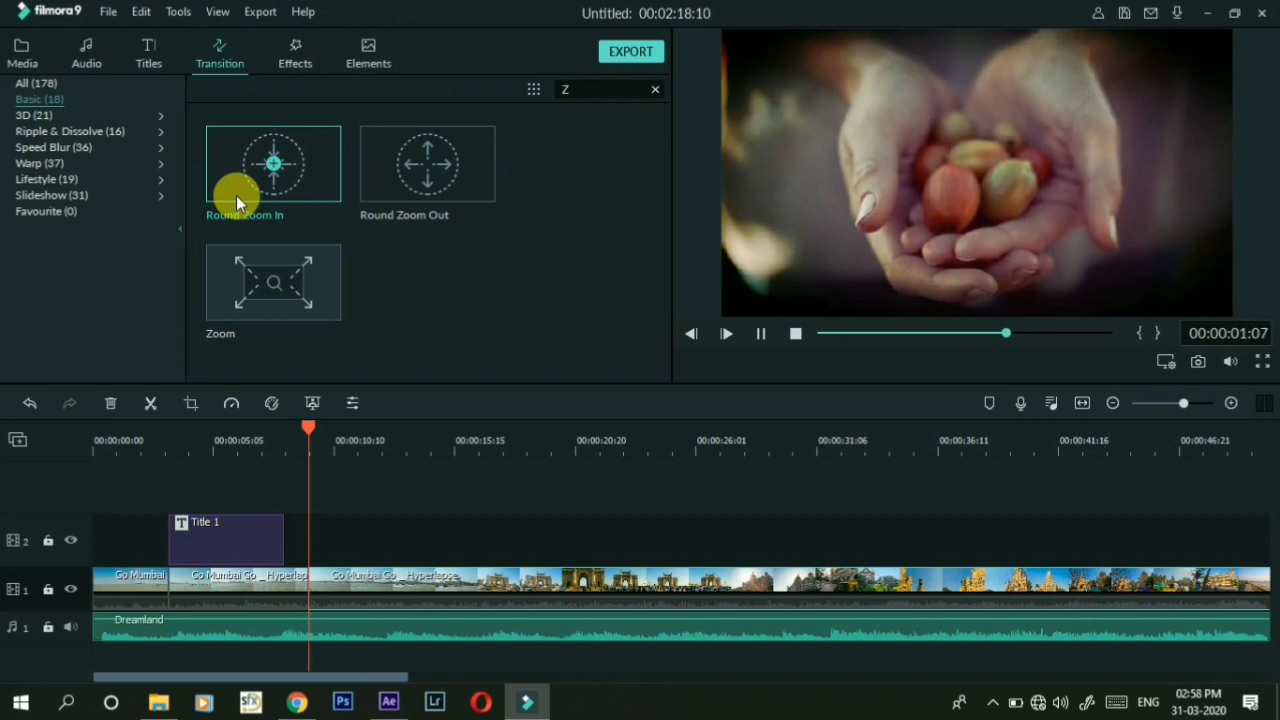 filmora9 File Edit Tools View Export Help Untitled: 00:02:18:10
Media Audio Titles Transition Effects Elements EXPORT
All (178)
Basic (18)
3D (21)
Ripple & Dissolve (16)
Speed Blur (36)
Warp (37)
Lifestyle (19)
Slideshow (31)
Favourite (0)
Z
Round Zoom In Round Zoom Out
Zoom
00:00:01:07
00:00:00:00 00:00:05:05 00:00:10:10 00:00:15:15 00:00:20:20 00:00:26:01 00:00:31:06 00:00:36:11 00:00:41:16 00:00:46:21
2 T Title 1
1 Go Mumbai Go Mumbai Go _ Hyperlap Go Mumbai Go _ Hyperlapse
1 Dreamland
sfx Ps Ae Lr ENG 02:58 PM
31-03-2020